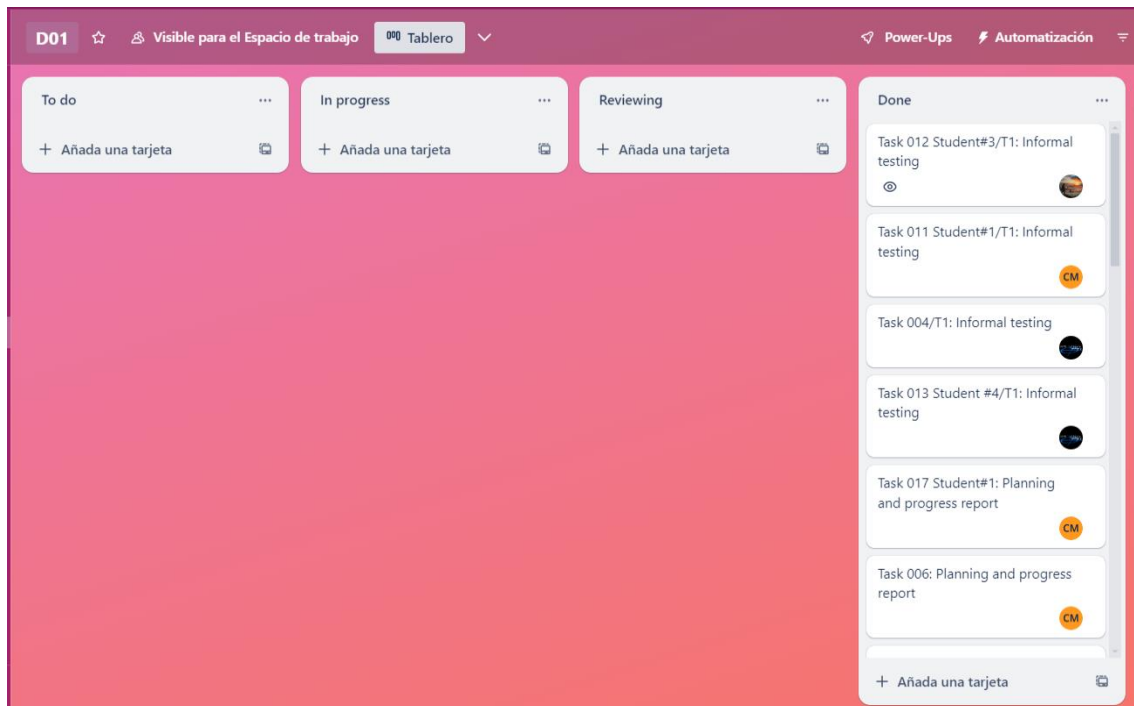 D01 Visible para el Espacio de trabajo Tablero Power-Ups Automatización
To do
Añada una tarjeta
In progress
Añada una tarjeta
Reviewing
Añada una tarjeta
Done
Task 012 Student#3/T1: Informal
testing
Task 011 Student#1/T1: Informal
testing
CM
Task 004/T1: Informal testing
Task 013 Student #4/T1: Informal
testing
Task 017 Student#1: Planning
and progress report
CM
Task 006: Planning and progress
report
CM
Añada una tarjeta